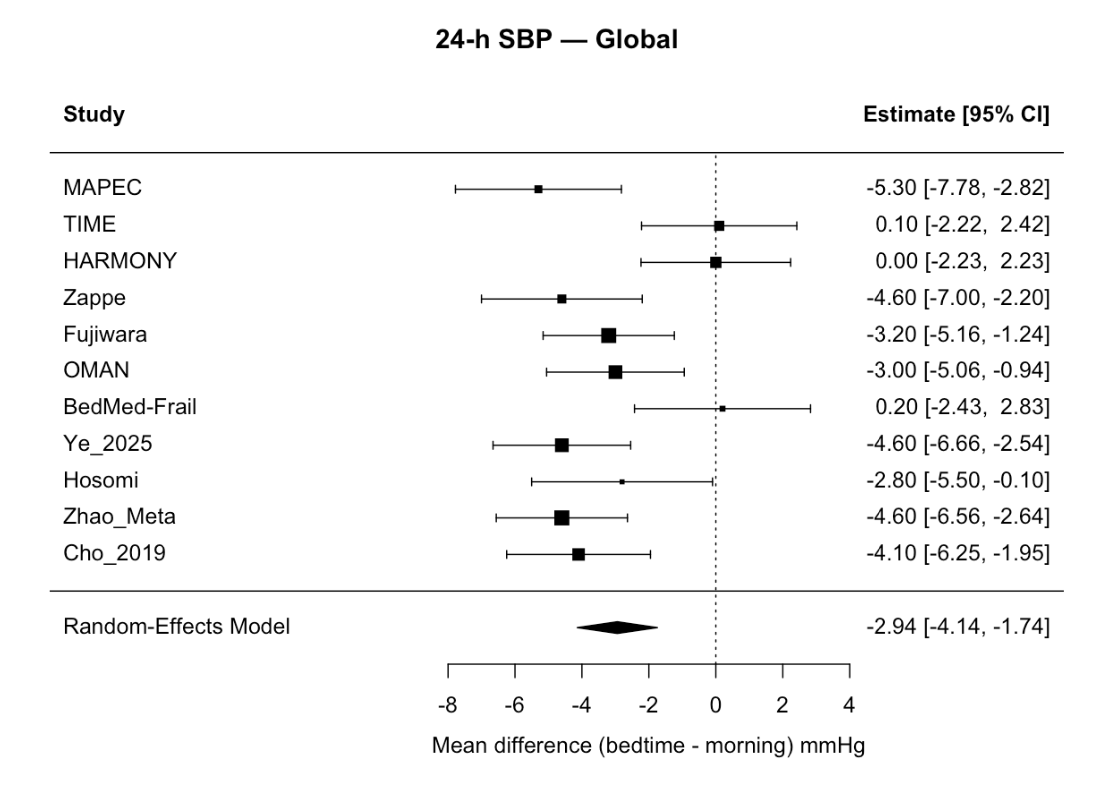 24-h SBP — Global
Study Estimate [95% CI]
MAPEC -5.30 [-7.78, -2.82]
TIME 0.10 [-2.22, 2.42]
HARMONY 0.00 [-2.23, 2.23]
Zappe -4.60 [-7.00, -2.20]
Fujiwara -3.20 [-5.16, -1.24]
OMAN -3.00 [-5.06, -0.94]
BedMed-Frail 0.20 [-2.43, 2.83]
Ye_2025 -4.60 [-6.66, -2.54]
Hosomi -2.80 [-5.50, -0.10]
Zhao_Meta -4.60 [-6.56, -2.64]
Cho_2019 -4.10 [-6.25, -1.95]
Random-Effects Model -2.94 [-4.14, -1.74]
-8 -6 -4 -2 0 2 4
Mean difference (bedtime - morning) mmHg